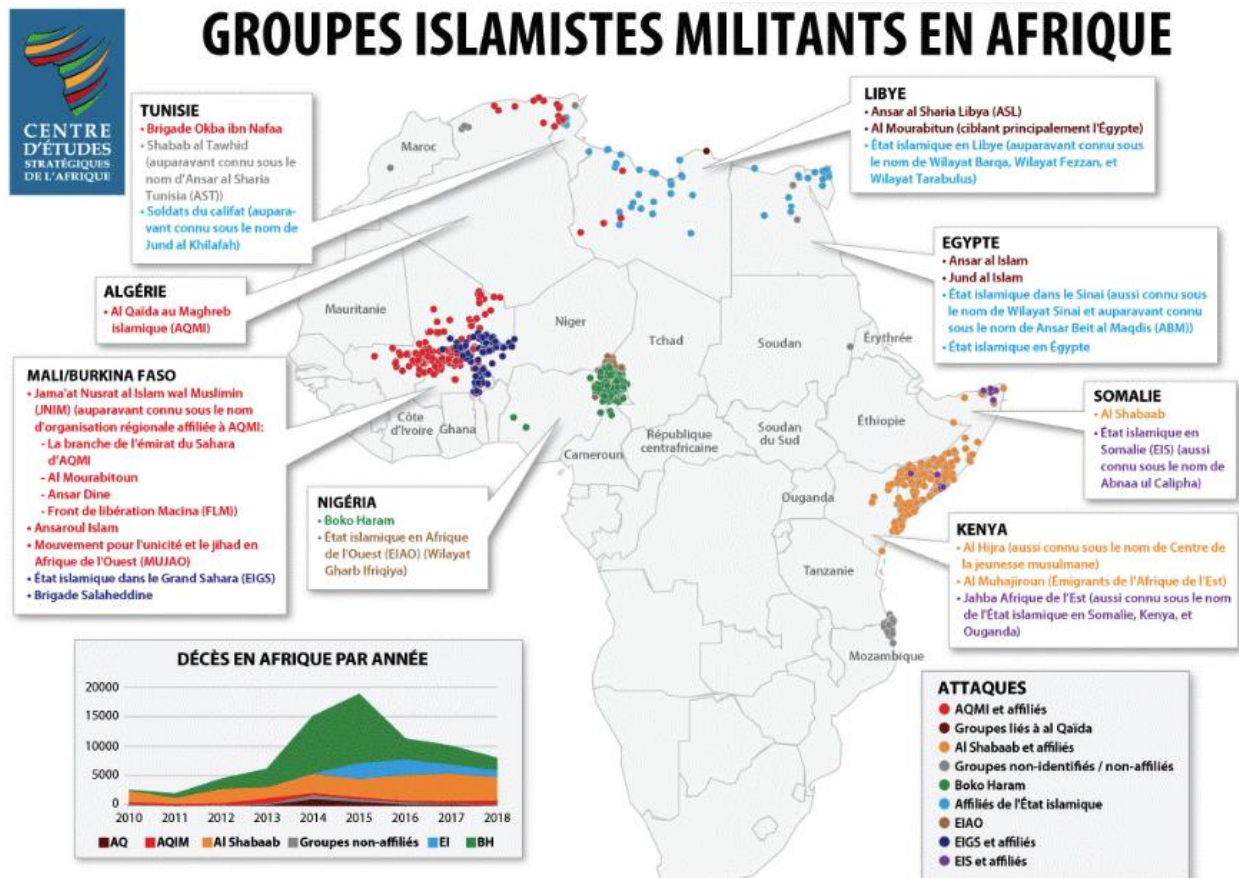 GROUPES ISLAMISTES MILITANTS EN AFRIQUE
CENTRE
D'ÉTUDES
STRATÉGIQUES
DE L'AFRIQUE
TUNISIE
• Brigade Okba ibn Nafaa
• Shabab al Tawhid
(auparavant connu sous le
nom d'Ansar al Sharia
Tunisia (AST))
• Soldats du califat (aupara-
vant connu sous le nom de
Jund al Khilafah)
ALGÉRIE
• Al Qaïda au Maghreb
islamique (AQMI)
MALI/BURKINA FASO
• Jama'at Nusrat al Islam wal Muslimin
(JNIM) (auparavant connu sous le nom
d'organisation régionale affiliée à AQMI:
- La branche de l'émirat du Sahara
d'AQMI
- Al Mourabitoun
- Ansar Dine
- Front de libération Macina (FLM))
• Ansaroul Islam
• Mouvement pour l'unicité et le jihad en
Afrique de l'Ouest (MUJAO)
• État islamique dans le Grand Sahara (EIGS)
• Brigade Salaheddine
NIGÉRIA
• Boko Haram
• État islamique en Afrique
de l'Ouest (EIAO) (Wilayat
Gharb Ifriqiya)
LIBYE
• Ansar al Sharia Libya (ASL)
• Al Mourabitun (ciblant principalement l'Égypte)
• État islamique en Libye (auparavant connu sous
le nom de Wilayat Barqa, Wilayat Fezzan, et
Wilayat Tarabulus)
EGYPTE
• Ansar al Islam
• Jund al Islam
• État islamique dans le Sinai (aussi connu sous
le nom de Wilayat Sinai et auparavant connu
sous le nom de Ansar Beit al Maqdis (ABM))
• État islamique en Égypte
SOMALIE
• Al Shabaab
• État islamique en
Somalie (EIS) (aussi
connu sous le nom de
Abnaa ul Calipha)
KENYA
• Al Hijra (aussi connu sous le nom de Centre de
la jeunesse musulmane)
• Al Muhajiroun (Émigrants de l'Afrique de l'Est)
• Jahba Afrique de l'Est (aussi connu sous le nom
de l'État islamique en Somalie, Kenya, et
Ouganda)
Maroc
Mauritanie
Niger
Tchad
Soudan
Érythrée
Côte
d'Ivoire
Ghana
Cameroun
République
centrafricaine
Soudan
du Sud
Éthiopie
Ouganda
Tanzanie
Mozambique
DÉCÈS EN AFRIQUE PAR ANNÉE
20000
15000
10000
5000
0
2010 2011 2012 2013 2014 2015 2016 2017 2018
AQ AQIM Al Shabaab Groupes non-affiliés EI BH
ATTAQUES
AQMI et affiliés
Groupes liés à al Qaïda
Al Shabaab et affiliés
Groupes non-identifiés / non-affiliés
Boko Haram
Affiliés de l'État islamique
EIAO
EIGS et affiliés
EIS et affiliés